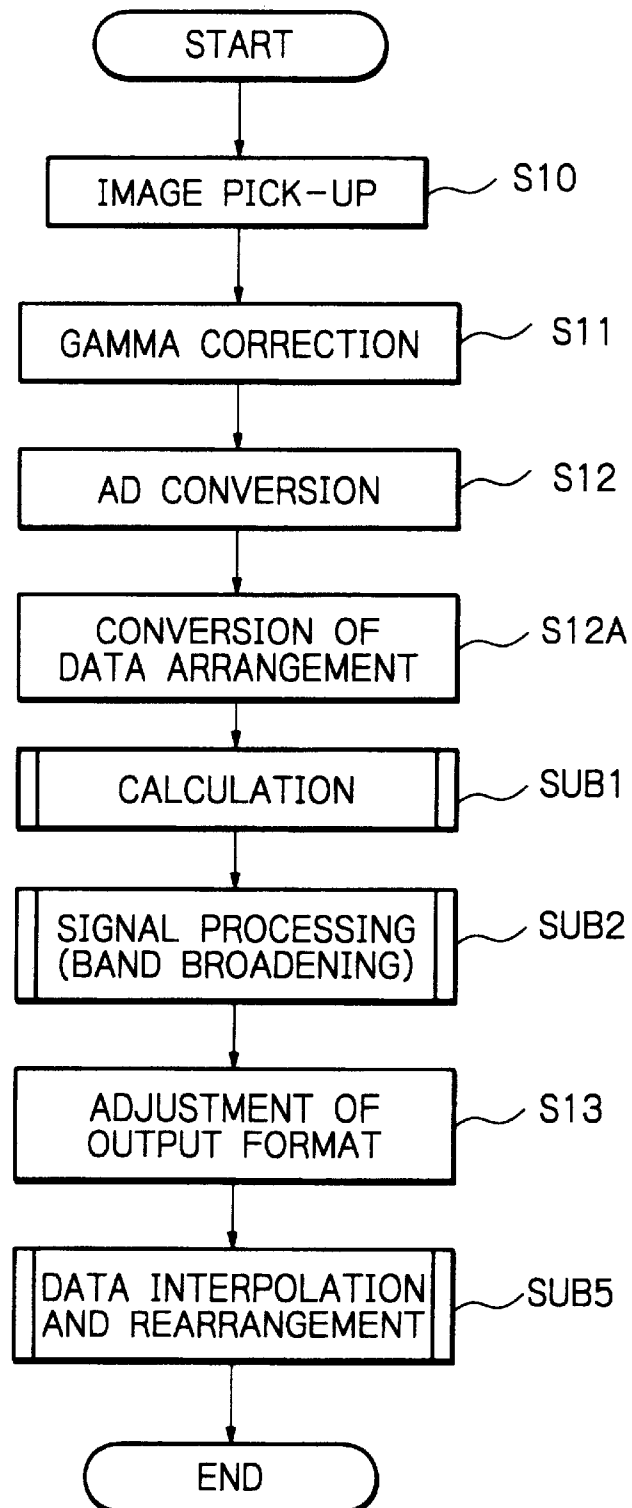 START
IMAGE PICK-UP
S10
GAMMA CORRECTION
S11
AD CONVERSION
S12
CONVERSION OF
DATA ARRANGEMENT
S12A
CALCULATION
SUB1
SIGNAL PROCESSING
(BAND BROADENING)
SUB2
ADJUSTMENT OF
OUTPUT FORMAT
S13
DATA INTERPOLATION
AND REARRANGEMENT
SUB5
END